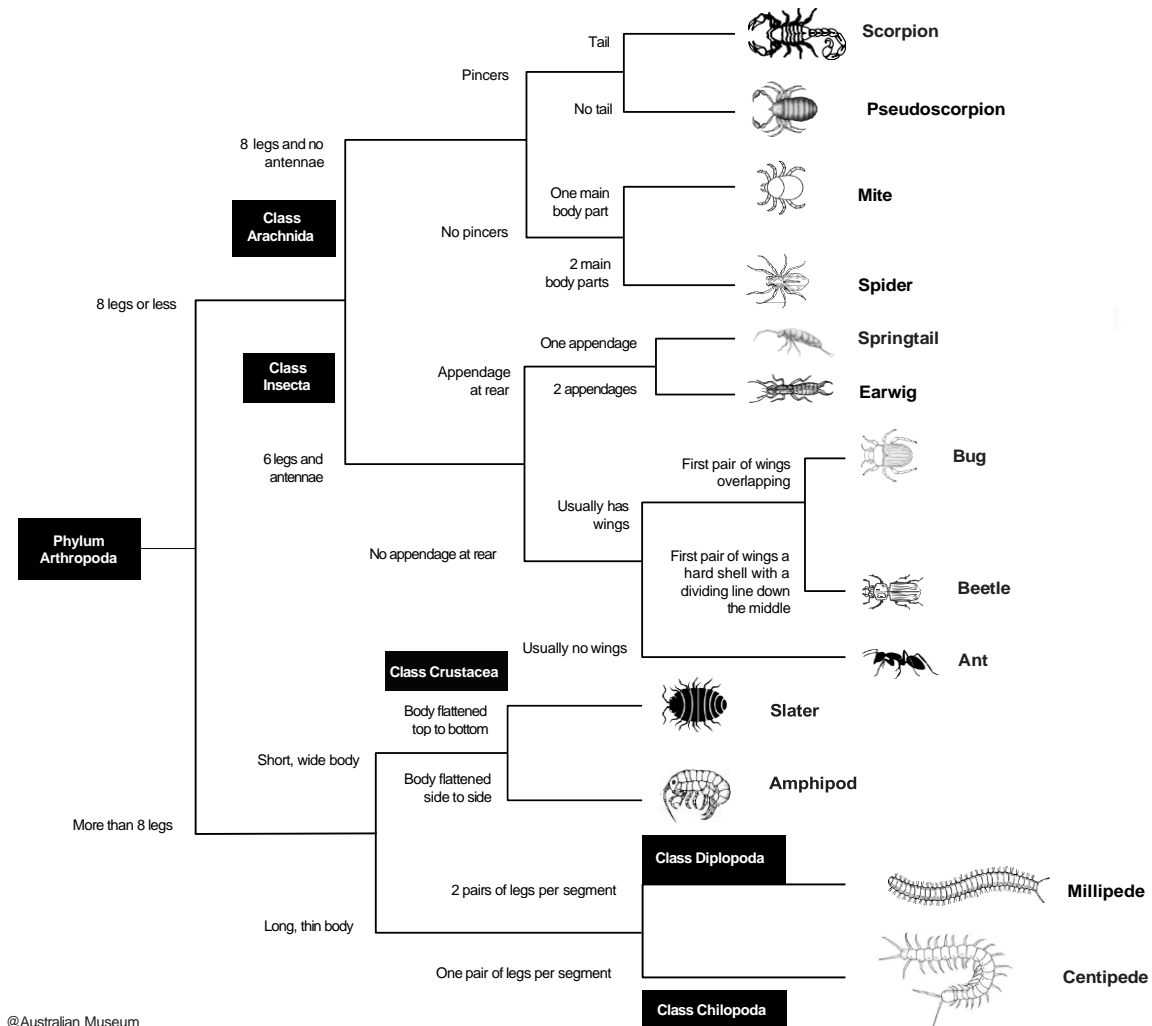 Scorpion
Tail
Pincers
No tail
Pseudoscorpion
8 legs and no
antennae
One main
body part
Mite
Class
Arachnida
No pincers
2 main
body parts
Spider
8 legs or less
One appendage
Springtail
Class
Insecta
Appendage
at rear
2 appendages
Earwig
6 legs and
antennae
First pair of wings
overlapping
Bug
Usually has
wings
Phylum
Arthropoda
No appendage at rear
First pair of wings a
hard shell with a
dividing line down
the middle
Beetle
Usually no wings
Ant
Class Crustacea
Body flattened
top to bottom
Slater
Short, wide body
Body flattened
side to side
Amphipod
More than 8 legs
Class Diplopoda
2 pairs of legs per segment
Millipede
Long, thin body
One pair of legs per segment
Centipede
Class Chilopoda
@Australian Museum